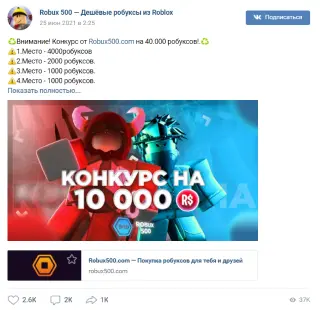 Robux 500 — Дешёвые робуксы из Roblox
25 июн 2021 в 2:25
Подписаться
Внимание! Конкурс от Robux500.com на 40.000 робуксов!
1.Место - 4000робуксов
2.Место - 2000 робуксов.
3.Место - 1000 робуксов.
4.Место - 1000 робуксов.
Показать полностью...
КОНКУРС НА
10 000
ROBUX
500
Robux500.com — Покупка робуксов для тебя и друзей
robux500.com
2.6K
2K
1K
37K